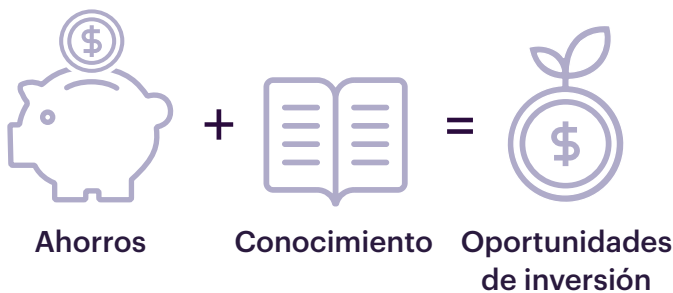 $
$
+
=
Ahorros
Conocimiento
Oportunidades
de inversión